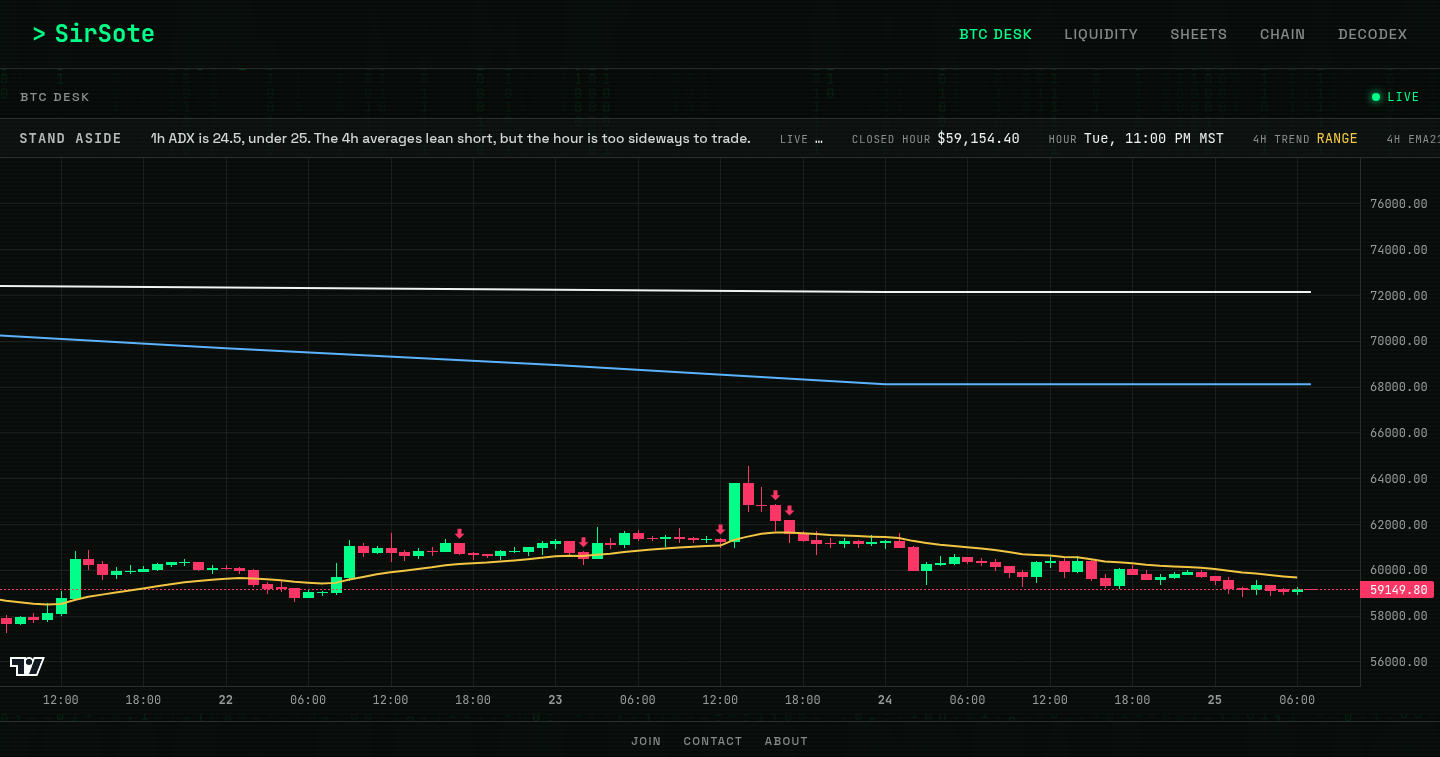 > SirSote
BTC DESK LIQUIDITY SHEETS CHAIN DECODEX
BTC DESK
LIVE
STAND ASIDE 1h ADX is 24.5, under 25. The 4h averages lean short, but the hour is too sideways to trade. LIVE … CLOSED HOUR $59,154.40 HOUR Tue, 11:00 PM MST 4H TREND RANGE 4H EMA21
76000.00
74000.00
72000.00
70000.00
68000.00
66000.00
64000.00
62000.00
60000.00
59149.80
58000.00
56000.00
12:00 18:00 22 06:00 12:00 18:00 23 06:00 12:00 18:00 24 06:00 12:00 18:00 25 06:00
JOIN CONTACT ABOUT